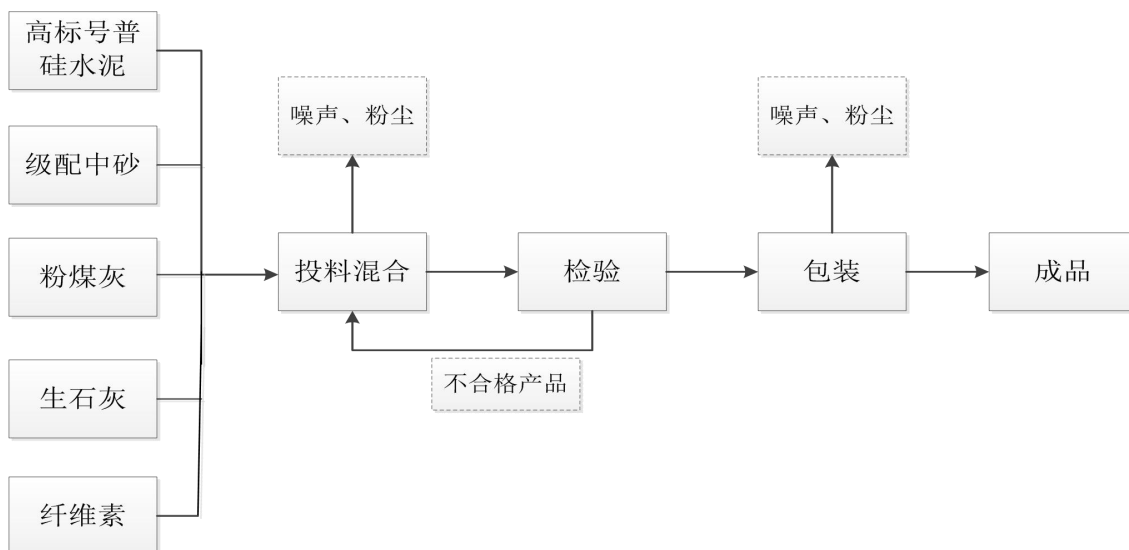 高标号普
硅水泥
级配中砂
粉煤灰
生石灰
纤维素
噪声、粉尘
投料混合
检验
不合格产品
噪声、粉尘
包装
成品